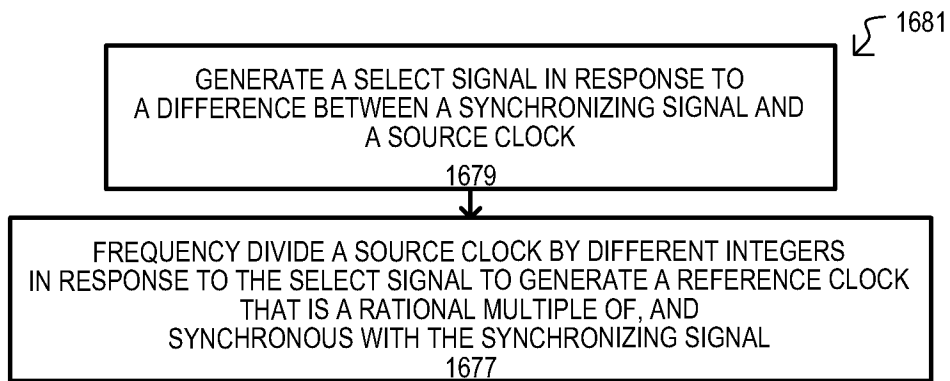 1681
GENERATE A SELECT SIGNAL IN RESPONSE TO
A DIFFERENCE BETWEEN A SYNCHRONIZING SIGNAL AND
A SOURCE CLOCK
1679
FREQUENCY DIVIDE A SOURCE CLOCK BY DIFFERENT INTEGERS
IN RESPONSE TO THE SELECT SIGNAL TO GENERATE A REFERENCE CLOCK
THAT IS A RATIONAL MULTIPLE OF, AND
SYNCHRONOUS WITH THE SYNCHRONIZING SIGNAL
1677